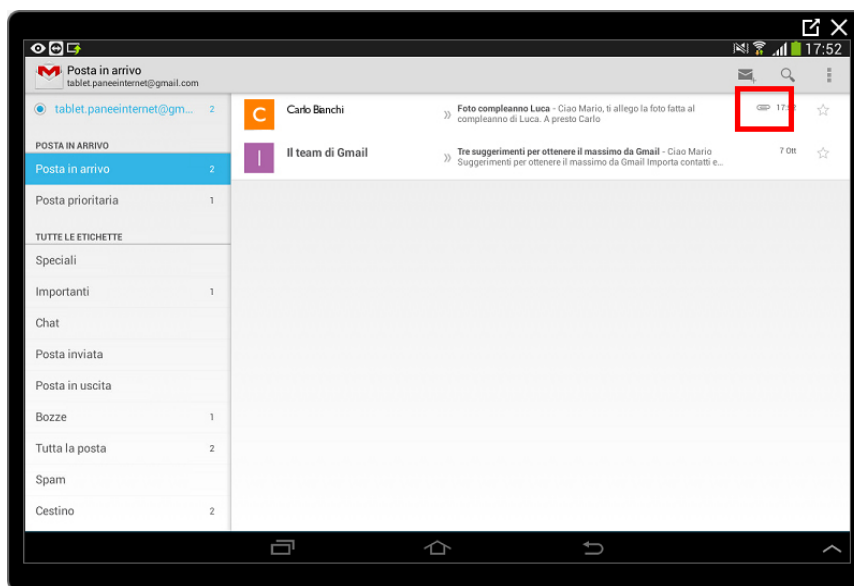 17:52
Posta in arrivo
tablet.paneeinternet@gmail.com
tablet.paneeinternet@gm... 2
POSTA IN ARRIVO
Posta in arrivo 2
Posta prioritaria 1
TUTTE LE ETICHETTE
Speciali
Importanti 1
Chat
Posta inviata
Posta in uscita
Bozze 1
Tutta la posta 2
Spam
Cestino 2
C Carlo Bianchi
Foto compleanno Luca - Ciao Mario, ti allego la foto fatta al
compleanno di Luca. A presto Carlo
I Il team di Gmail
Tre suggerimenti per ottenere il massimo da Gmail - Ciao Mario
Suggerimenti per ottenere il massimo da Gmail Importa contatti e...
7 Ott